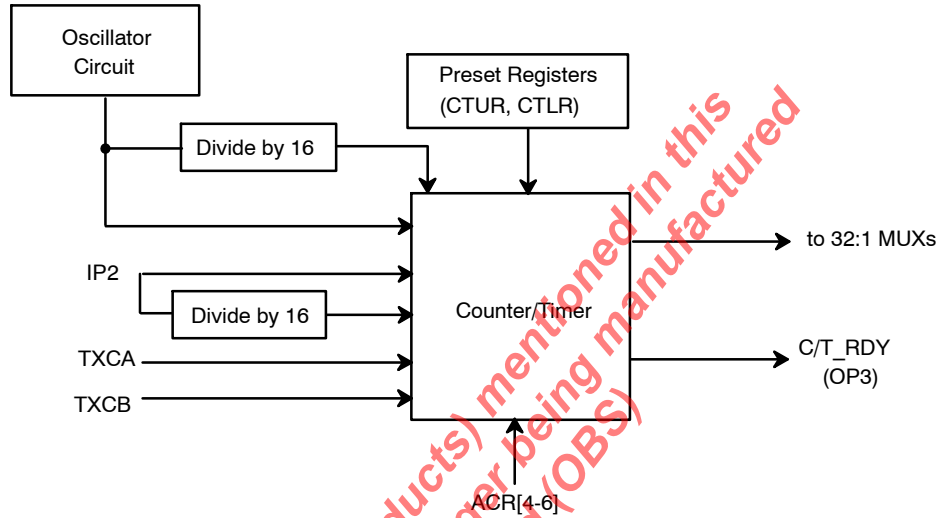 Oscillator
Circuit
Preset Registers
(CTUR, CTLR)
Divide by 16
to 32:1 MUXs
IP2
Divide by 16
Counter/Timer
TXCA
C/T_RDY
(OP3)
TXCB
ACR[4-6]
ducts) mentioned in this
ger being manufactured
d (OBS)